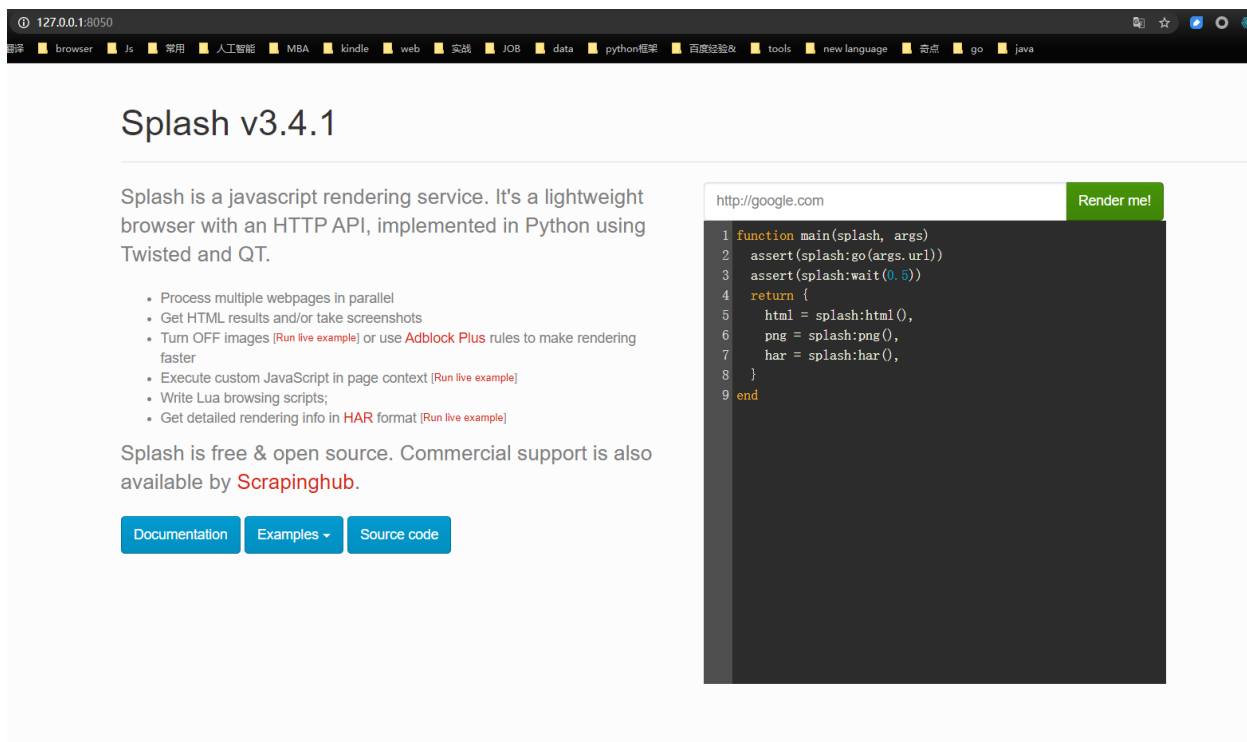 127.0.0.1:8050
翻译 browser Js 常用 人工智能 MBA kindle web 实战 JOB data python框架 百度经验& tools new language 奇点 go java
Splash v3.4.1
Splash is a javascript rendering service. It's a lightweight
browser with an HTTP API, implemented in Python using
Twisted and QT.
• Process multiple webpages in parallel
• Get HTML results and/or take screenshots
• Turn OFF images [Run live example] or use Adblock Plus rules to make rendering
faster
• Execute custom JavaScript in page context [Run live example]
• Write Lua browsing scripts;
• Get detailed rendering info in HAR format [Run live example]
Splash is free & open source. Commercial support is also
available by Scrapinghub.
Documentation Examples Source code
http://google.com Render me!
1 function main(splash, args)
2   assert(splash:go(args.url))
3   assert(splash:wait(0.5))
4   return {
5     html = splash:html(),
6     png = splash:png(),
7     har = splash:har(),
8   }
9 end